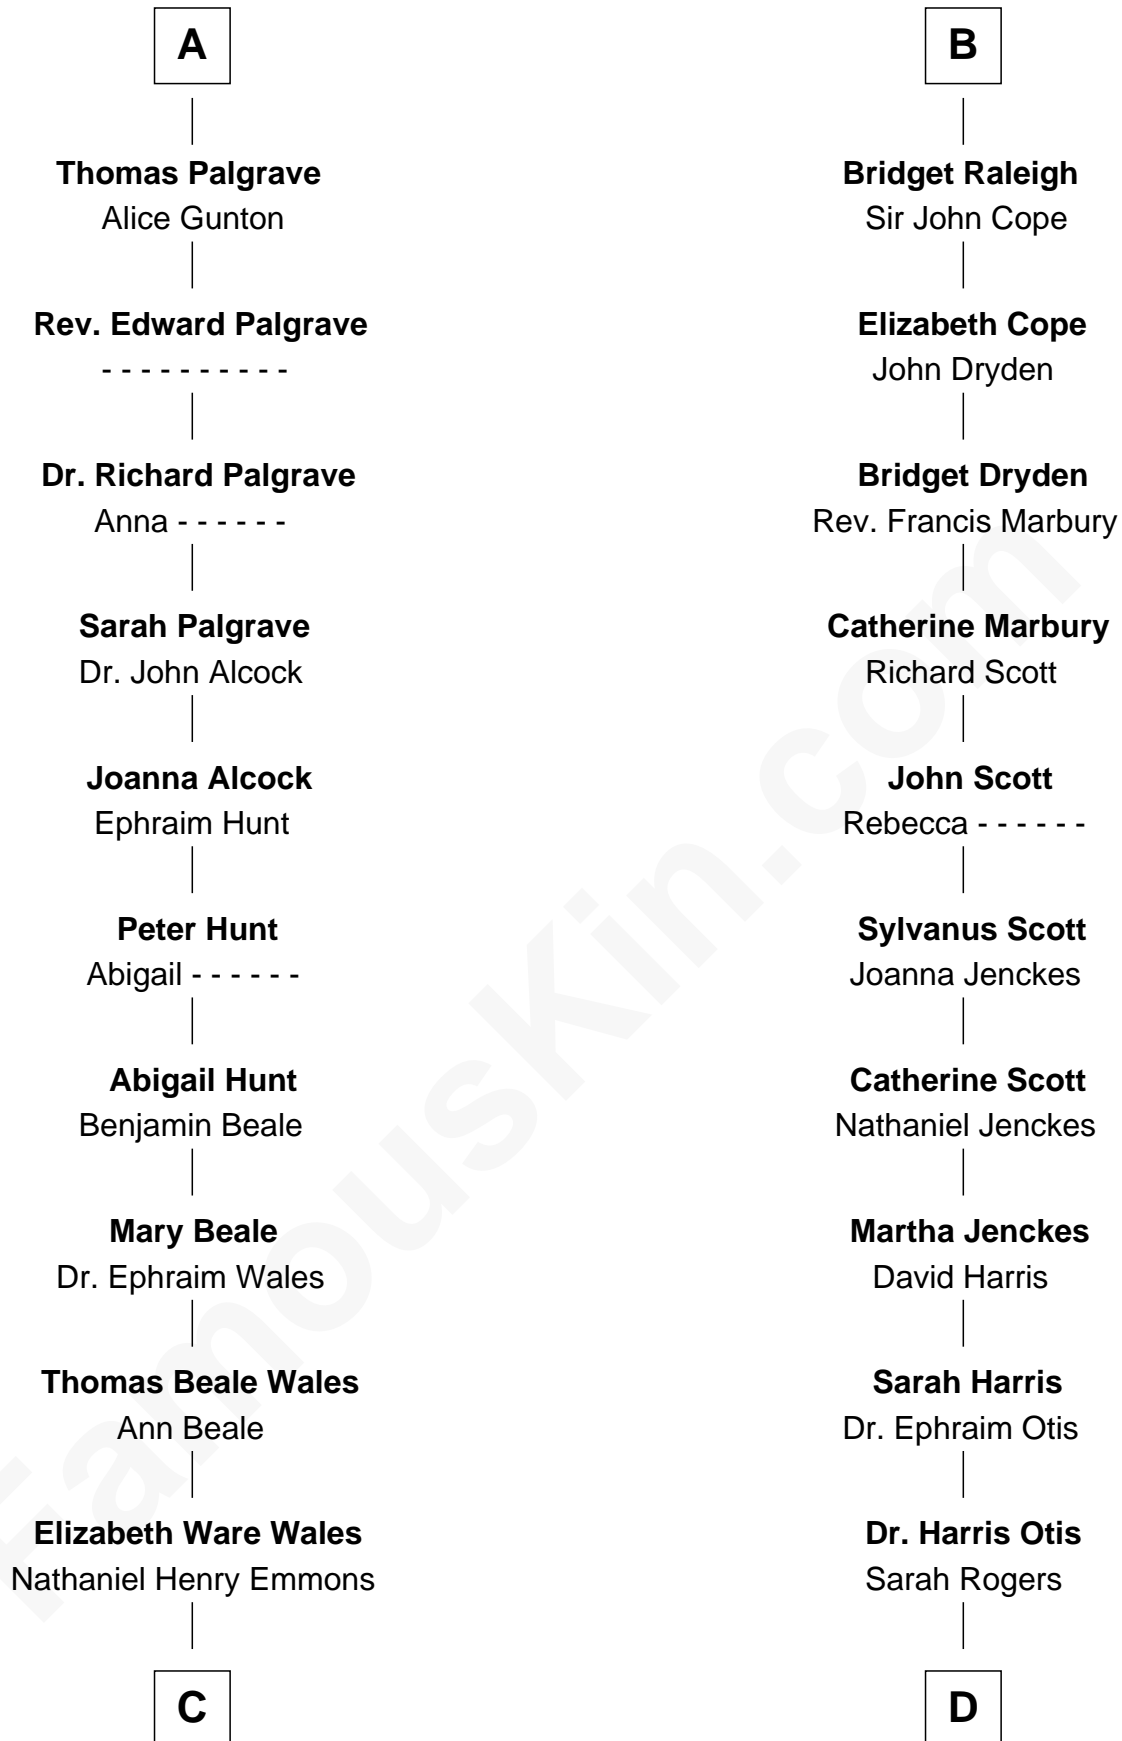 A
Thomas Palgrave
Alice Gunton
Rev. Edward Palgrave
- - - - - - - - - -
Dr. Richard Palgrave
Anna - - - - - -
Sarah Palgrave
Dr. John Alcock
Joanna Alcock
Ephraim Hunt
Peter Hunt
Abigail - - - - - -
Abigail Hunt
Benjamin Beale
Mary Beale
Dr. Ephraim Wales
Thomas Beale Wales
Ann Beale
Elizabeth Ware Wales
Nathaniel Henry Emmons
C
B
Bridget Raleigh
Sir John Cope
Elizabeth Cope
John Dryden
Bridget Dryden
Rev. Francis Marbury
Catherine Marbury
Richard Scott
John Scott
Rebecca - - - - - -
Sylvanus Scott
Joanna Jenckes
Catherine Scott
Nathaniel Jenckes
Martha Jenckes
David Harris
Sarah Harris
Dr. Ephraim Otis
Dr. Harris Otis
Sarah Rogers
D
FamousKin.com